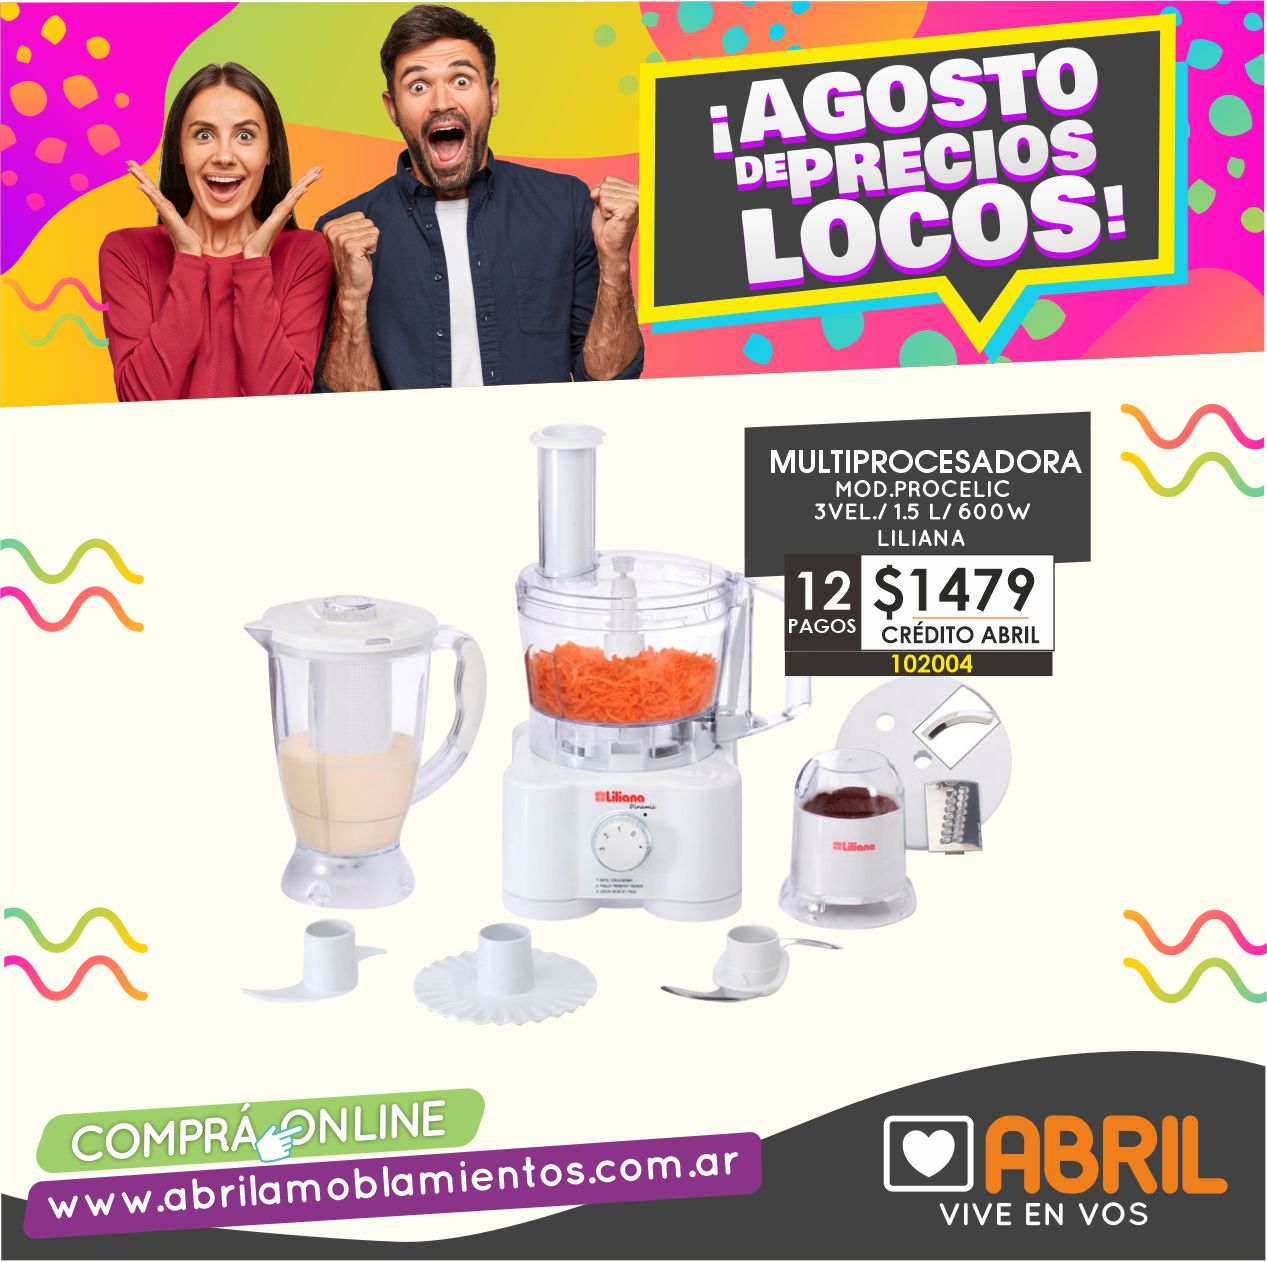 ¡AGOSTO
DE PRECIOS
LOCOS!
MULTIPROCESADORA
MOD.PROCELIC
3VEL./ 1.5 L/ 600W
LILIANA
12
PAGOS
$1479
CRÉDITO ABRIL
102004
Liliana
Dinamic
Liliana
COMPRÁ ONLINE
www.abrilamoblamientos.com.ar
ABRIL
VIVE EN VOS